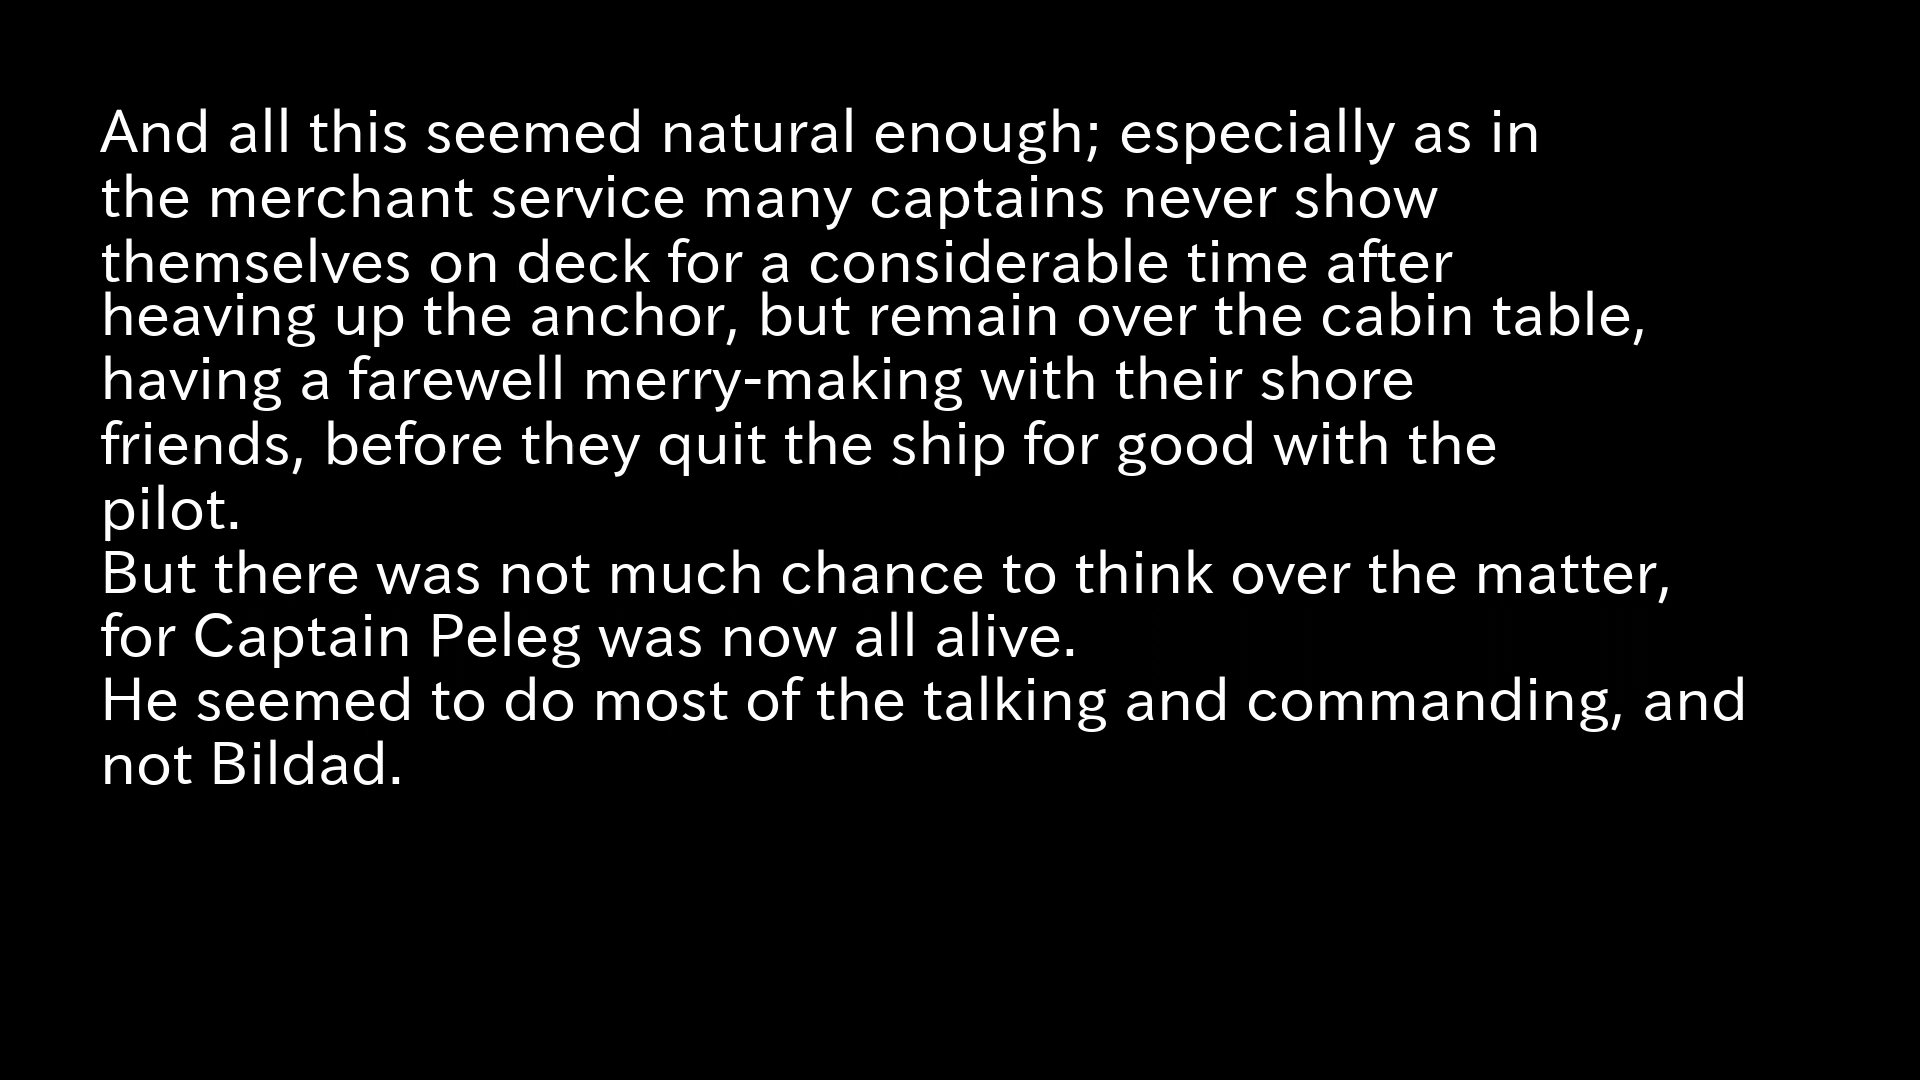 And all this seemed natural enough; especially as in
the merchant service many captains never show
themselves on deck for a considerable time after
heaving up the anchor, but remain over the cabin table,
having a farewell merry-making with their shore
friends, before they quit the ship for good with the
pilot.
But there was not much chance to think over the matter,
for Captain Peleg was now all alive.
He seemed to do most of the talking and commanding, and
not Bildad.